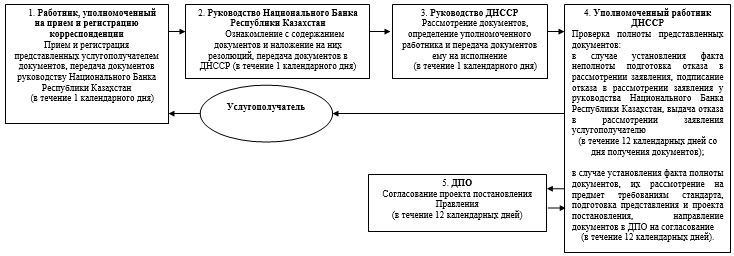 1. Работник, уполномоченный
на прием и регистрацию
корреспонденции
Прием и регистрация
представленных услугополучателем
документов, передача документов
руководству Национального Банка
Республики Казахстан
(в течение 1 календарного дня)
2. Руководство Национального Банка
Республики Казахстан
Ознакомление с содержанием
документов и наложение на них
резолюций, передача документов в
ДНССР (в течение 1 календарного дня)
3. Руководство ДНССР
Рассмотрение документов,
определение уполномоченного
работника и передача документов
ему на исполнение
(в течение 1 календарного дня)
4. Уполномоченный работник
ДНССР
Проверка полноты представленных
документов:
в случае установления факта
неполноты подготовка отказа в
рассмотрении заявления, подписание
отказа в рассмотрении заявления у
руководства Национального Банка
Республики Казахстан, выдача отказа
в рассмотрении заявления
услугополучателю
(в течение 12 календарных дней со
дня получения документов);
в случае установления факта полноты
документов, их рассмотрение на
предмет требованиям стандарта,
подготовка представления и проекта
постановления, направление
документов в ДПО на согласование
(в течение 12 календарных дней).
Услугополучатель
5. ДПО
Согласование проекта постановления
Правления
(в течение 12 календарных дней)